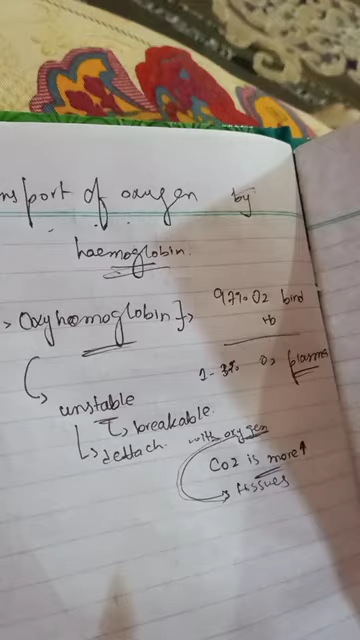 nsport of oxygen by
haemoglobin.
> Oxyhaemoglobin ]> 97% O2 bind
Hb
1-3% O2 plasma
unstable
↳ breakable.
↳ dettach. with oxygen
CO2 is more ↑
→ tissues